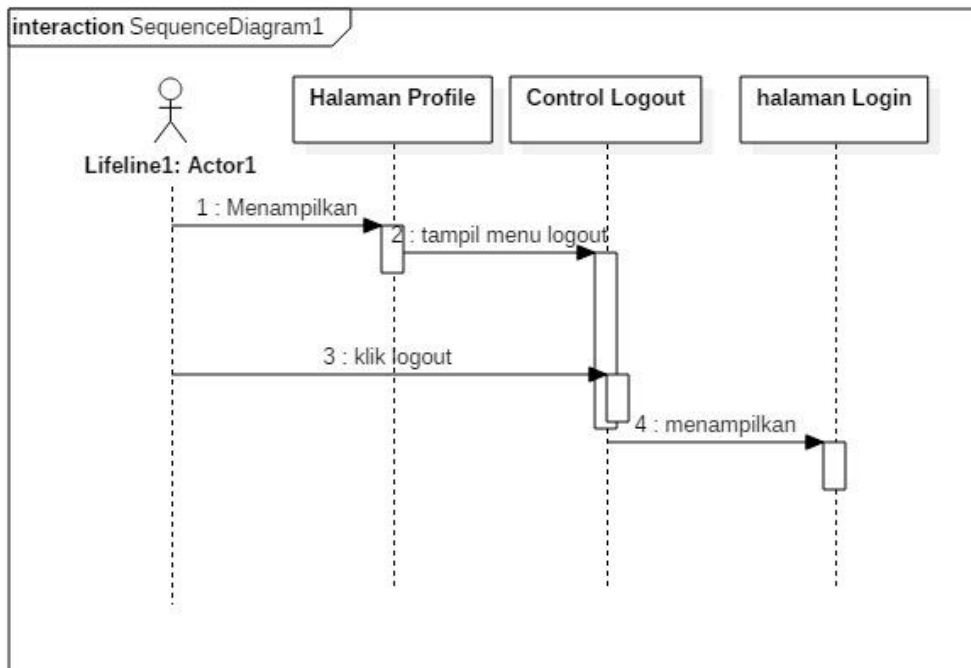 interaction SequenceDiagram1
Halaman Profile
Control Logout
halaman Login
Lifeline1: Actor1
1 : Menampilkan
2 : tampil menu logout
3 : klik logout
4 : menampilkan